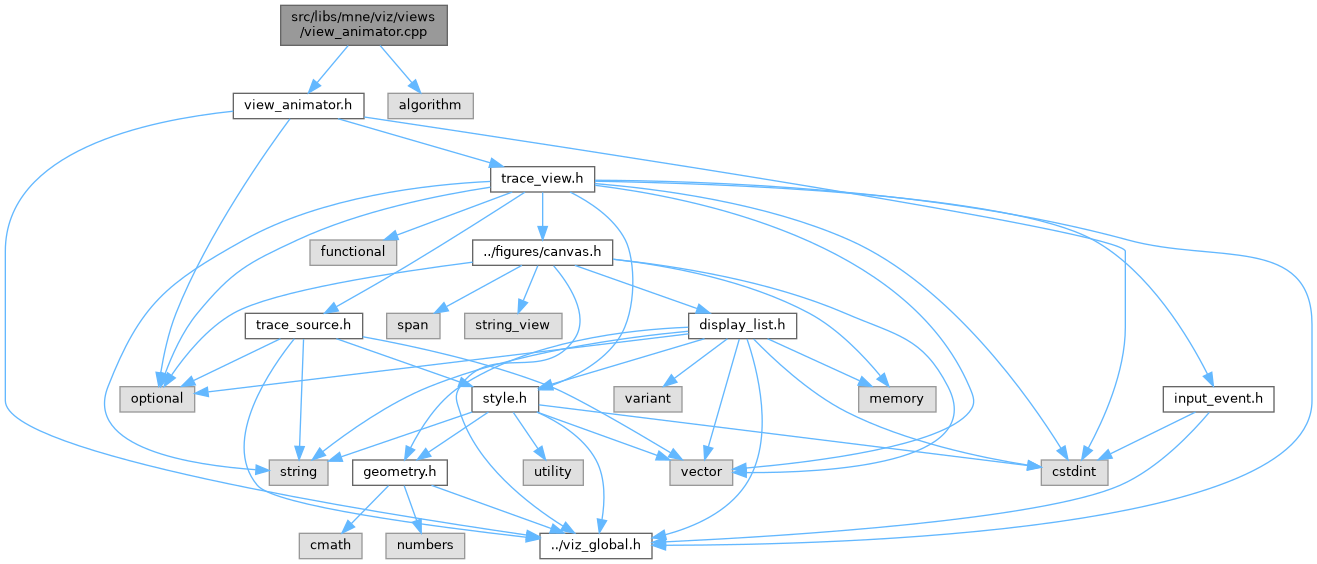 src/libs/mne/viz/views
/view_animator.cpp
view_animator.h
algorithm
trace_view.h
functional
../figures/canvas.h
trace_source.h
span
string_view
display_list.h
optional
style.h
variant
memory
input_event.h
string
geometry.h
utility
vector
cstdint
cmath
numbers
../viz_global.h